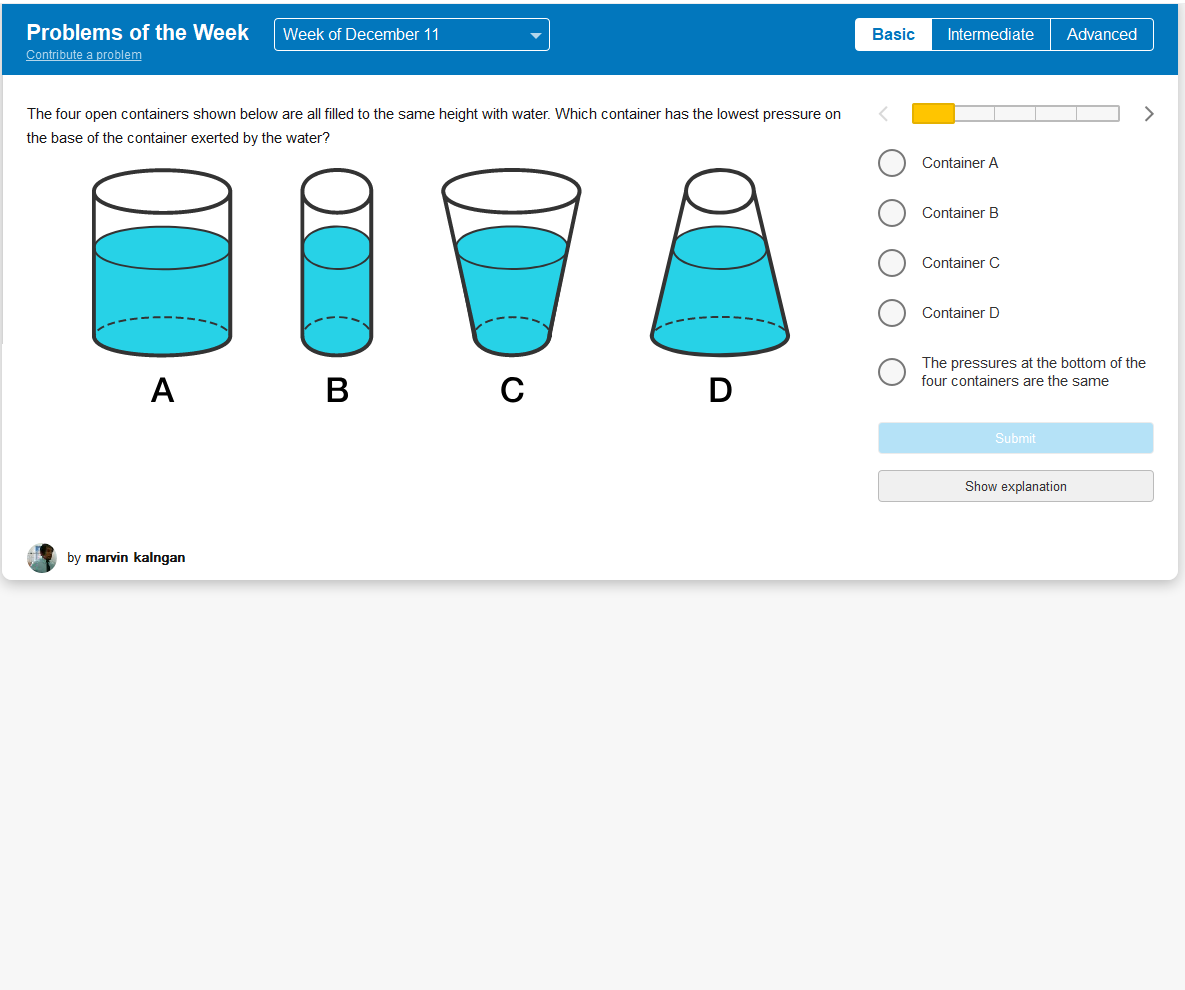 Problems of the Week
Contribute a problem
Week of December 11
Basic
Intermediate
Advanced
The four open containers shown below are all filled to the same height with water. Which container has the lowest pressure on
the base of the container exerted by the water?
A
B
C
D
Container A
Container B
Container C
Container D
The pressures at the bottom of the
four containers are the same
Submit
Show explanation
by marvin kalngan